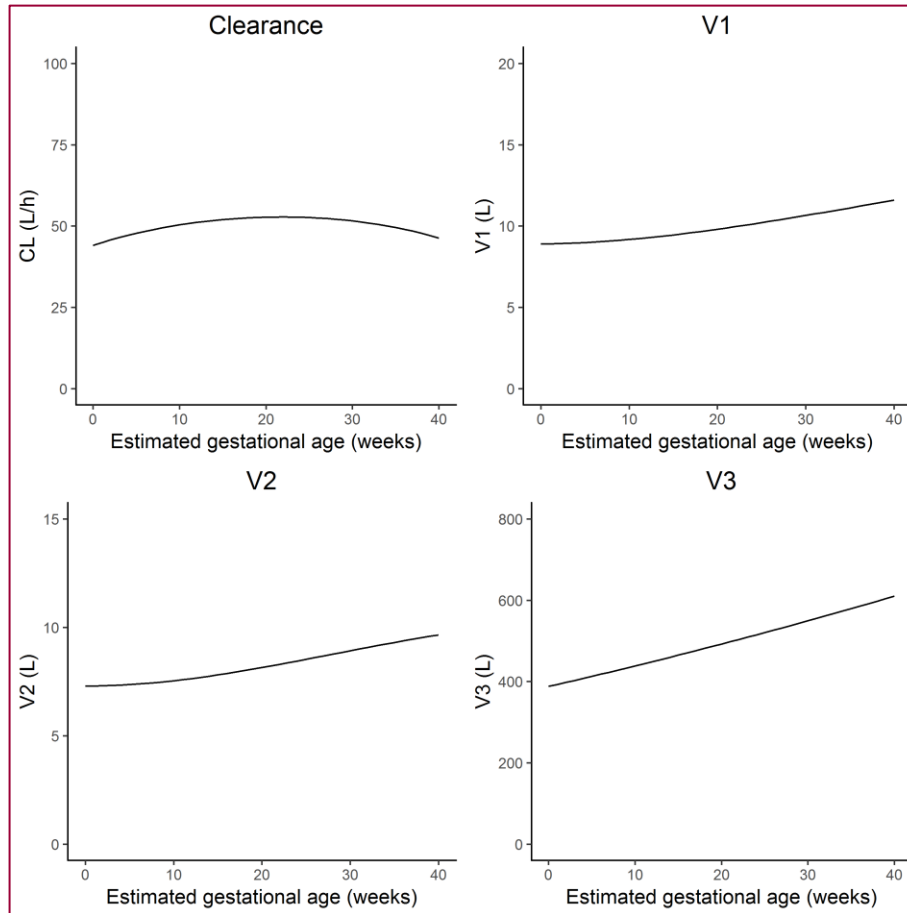 Clearance
100
75
50
25
0
CL (L/h)
0 10 20 30 40
Estimated gestational age (weeks)
V1
20
15
10
5
0
V1 (L)
0 10 20 30 40
Estimated gestational age (weeks)
V2
15
10
5
0
V2 (L)
0 10 20 30 40
Estimated gestational age (weeks)
V3
800
600
400
200
0
V3 (L)
0 10 20 30 40
Estimated gestational age (weeks)